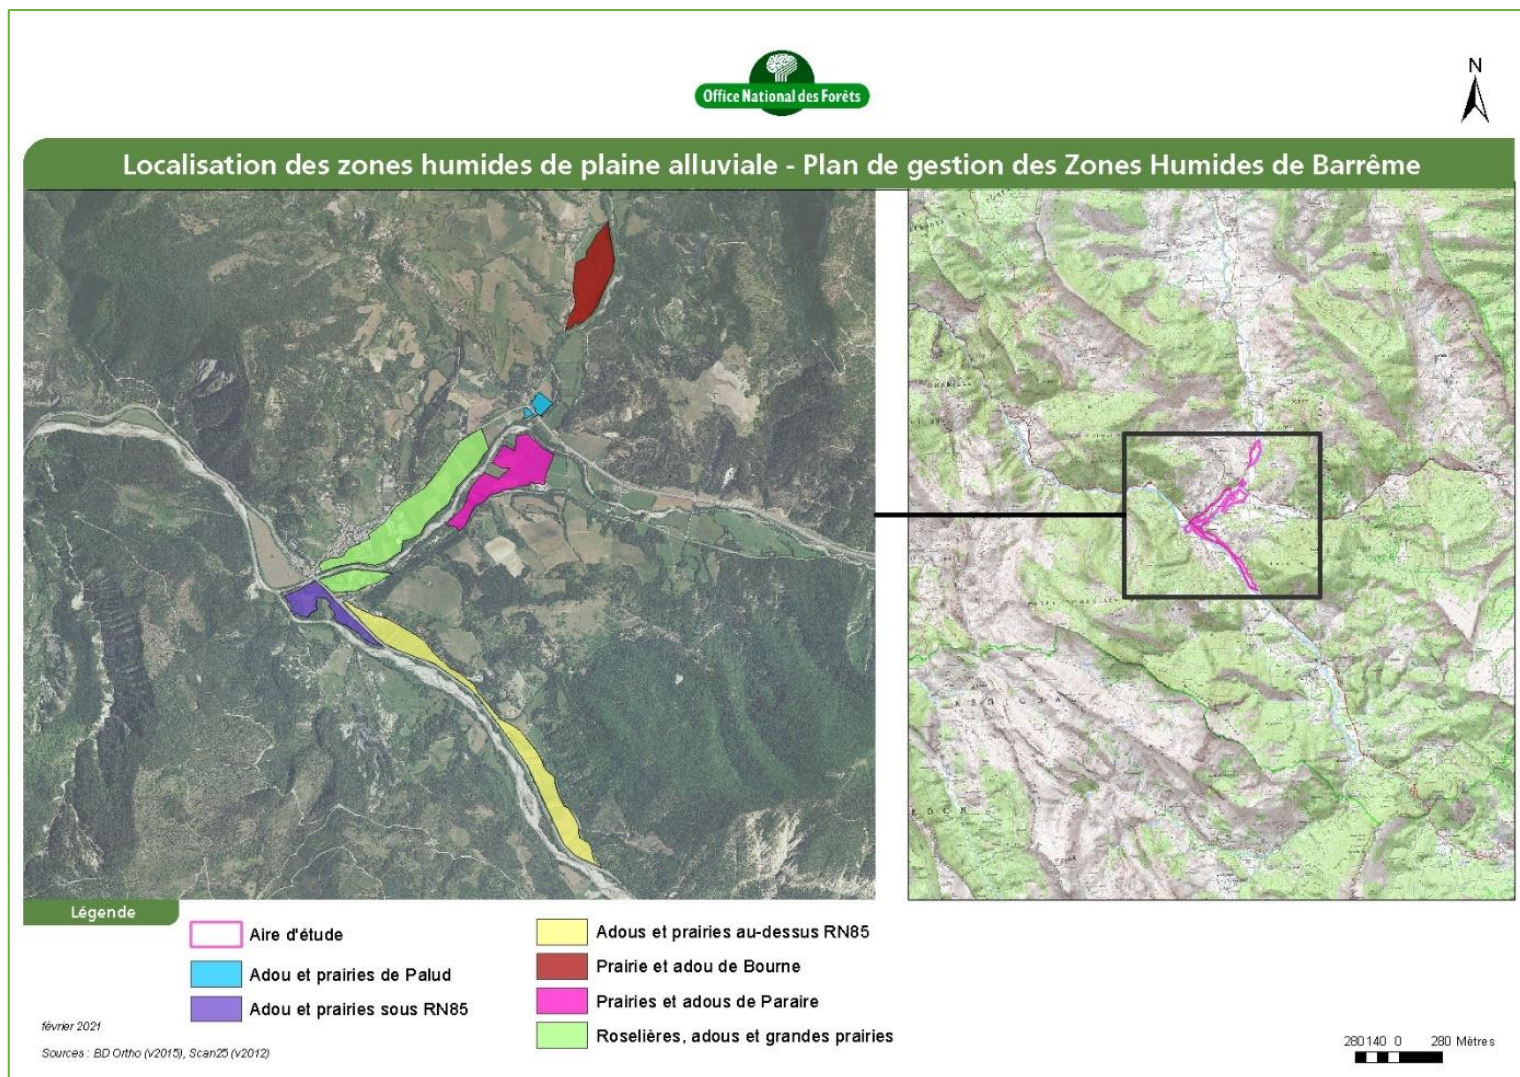 Office National des Forêts
N
Localisation des zones humides de plaine alluviale - Plan de gestion des Zones Humides de Barrême
Légende
Aire d'étude
Adou et prairies de Palud
Adou et prairies sous RN85
Adous et prairies au-dessus RN85
Prairie et adou de Bourne
Prairies et adous de Paraire
Roselières, adous et grandes prairies
février 2021
Sources : BD Ortho (v2015), Scan25 (v2012)
280 140 0 280 Mètres